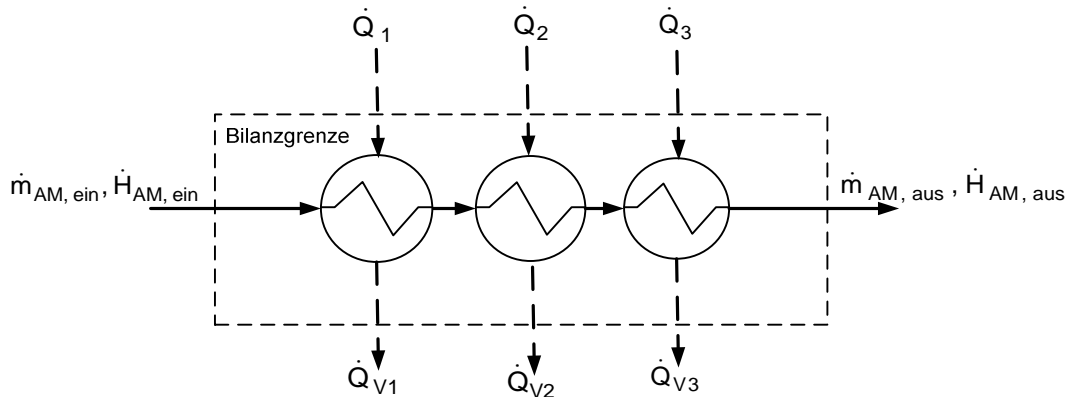 Q̇1 Q̇2 Q̇3
Bilanzgrenze
ṁAM, ein, ḢAM, ein ṁAM, aus , ḢAM, aus
Q̇V1 Q̇V2 Q̇V3